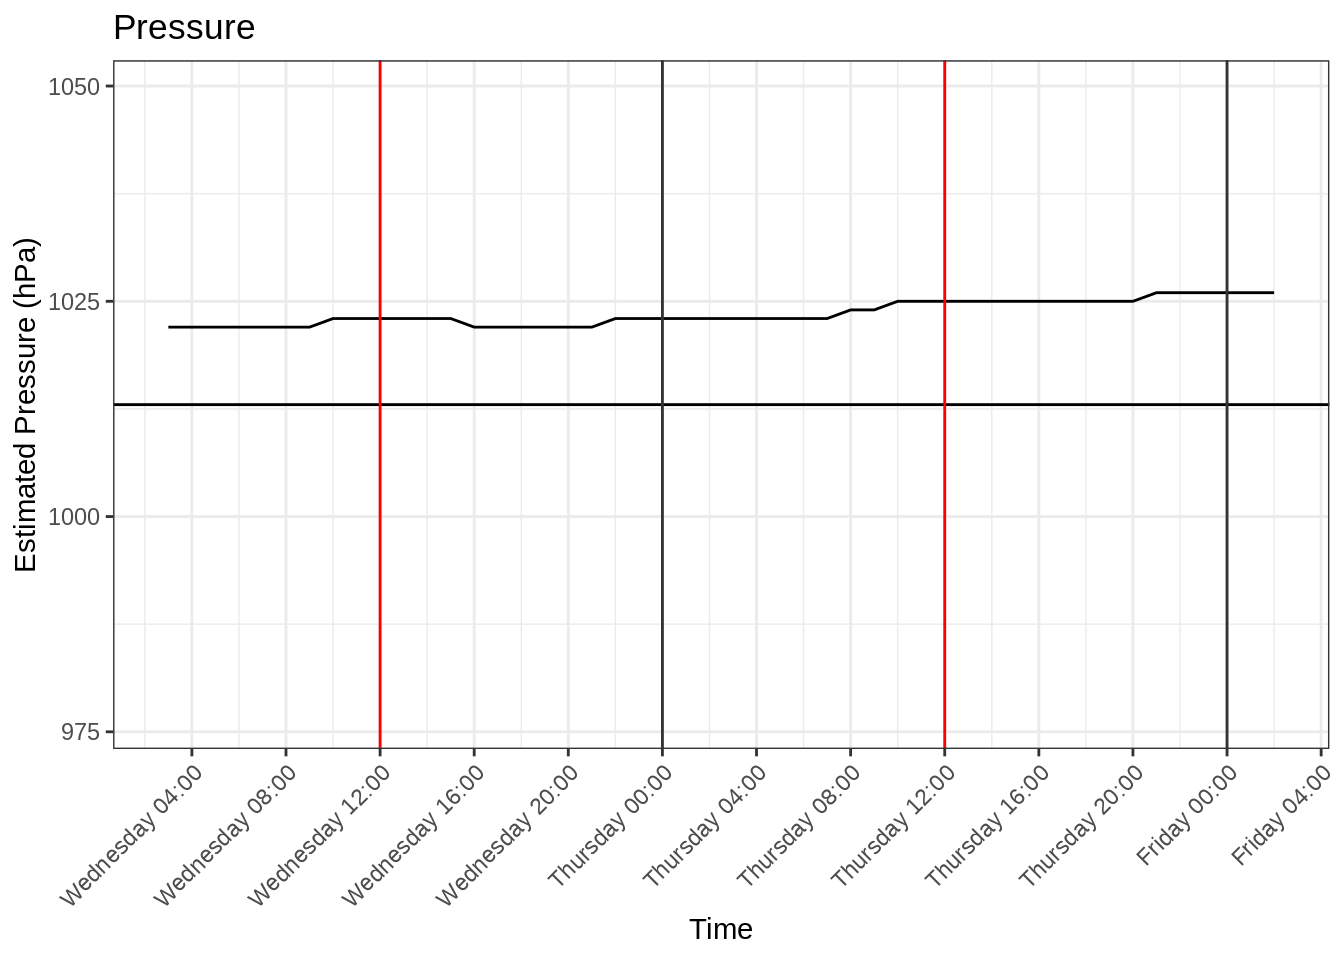 Pressure
Estimated Pressure (hPa)
1050
1025
1000
975
Wednesday 04:00
Wednesday 08:00
Wednesday 12:00
Wednesday 16:00
Wednesday 20:00
Thursday 00:00
Thursday 04:00
Thursday 08:00
Thursday 12:00
Thursday 16:00
Thursday 20:00
Friday 00:00
Friday 04:00
Time